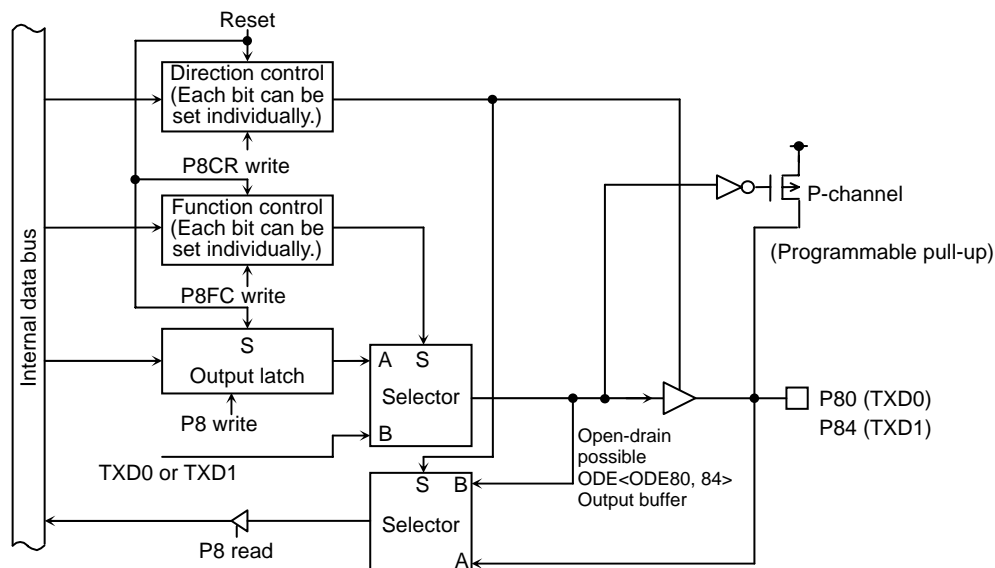 Reset
Direction control
(Each bit can be
set individually.)
P8CR write
Function control
(Each bit can be
set individually.)
P8FC write
Internal data bus
S
Output latch
P8 write
A
S
Selector
B
TXD0 or TXD1
P-channel
(Programmable pull-up)
P80 (TXD0)
P84 (TXD1)
Open-drain
possible
ODE<ODE80, 84>
Output buffer
S
B
Selector
A
P8 read